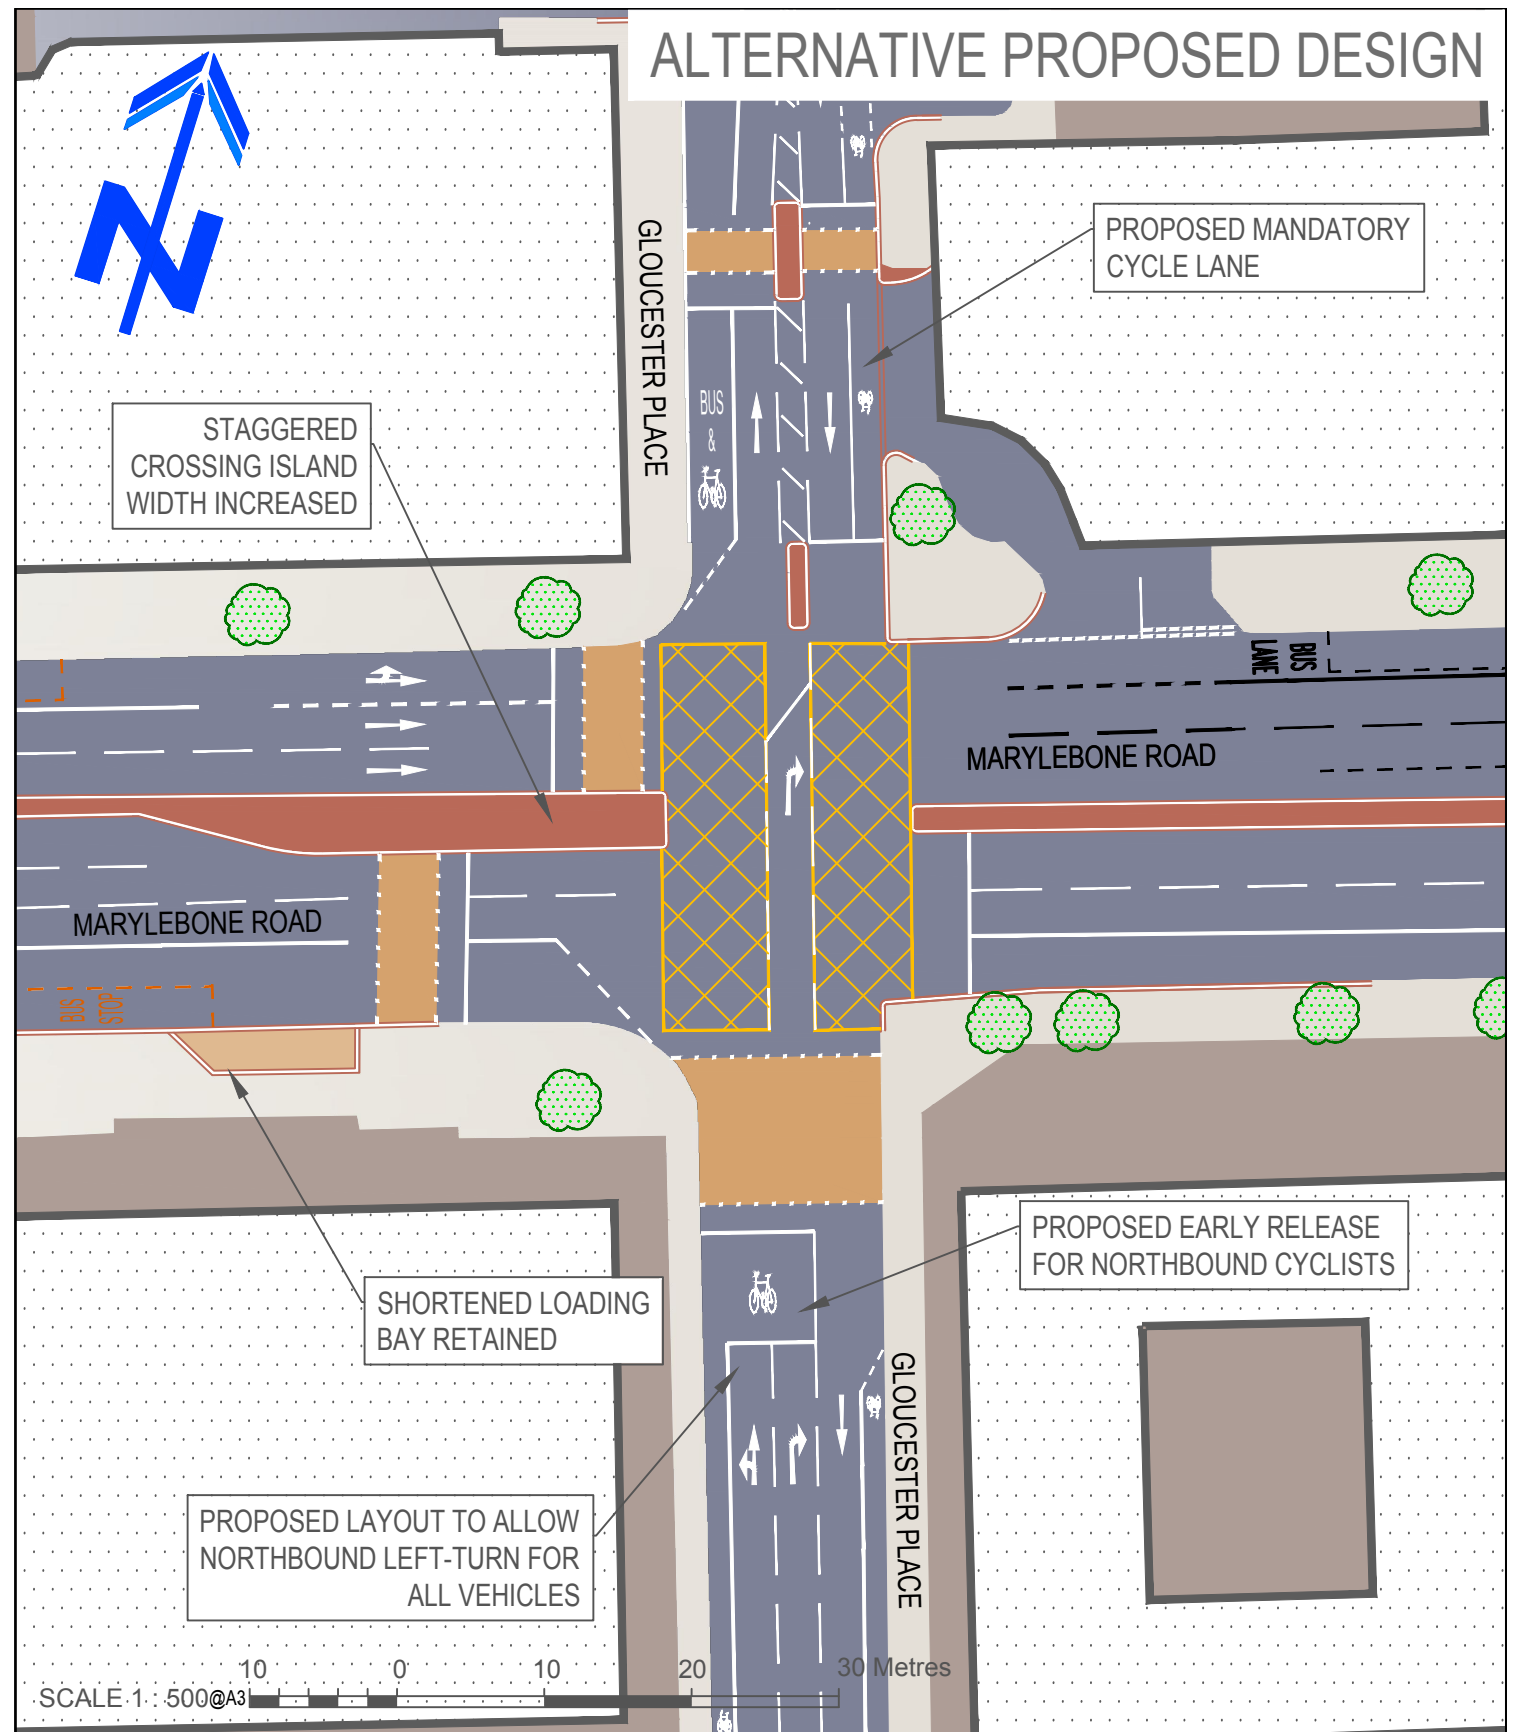 ALTERNATIVE PROPOSED DESIGN
N
PROPOSED MANDATORY
CYCLE LANE
GLOUCESTER PLACE
STAGGERED
CROSSING ISLAND
WIDTH INCREASED
BUS
&
BUS
LANE
MARYLEBONE ROAD
MARYLEBONE ROAD
BUS
STOP
PROPOSED EARLY RELEASE
FOR NORTHBOUND CYCLISTS
SHORTENED LOADING
BAY RETAINED
GLOUCESTER PLACE
PROPOSED LAYOUT TO ALLOW
NORTHBOUND LEFT-TURN FOR
ALL VEHICLES
10 0 10 20 30 Metres
SCALE 1 : 500@A3